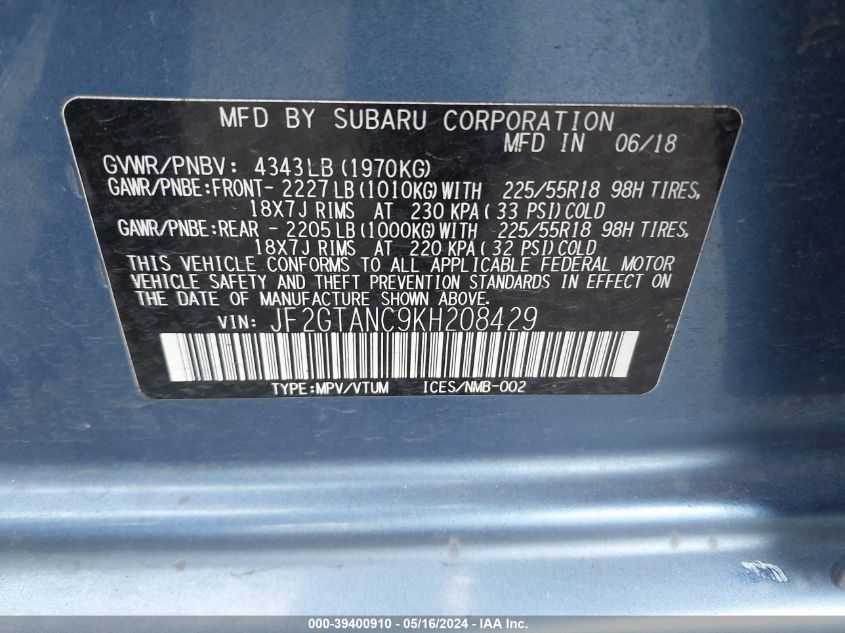 MFD BY SUBARU CORPORATION
MFD IN 06/18
GVWR/PNBV: 4343LB (1970KG)
GAWR/PNBE:FRONT- 2227LB (1010KG) WITH 225/55R18 98H TIRES,
18X7J RIMS AT 230 KPA ( 33 PSI) COLD
GAWR/PNBE:REAR - 2205LB (1000KG) WITH 225/55R18 98H TIRES,
18X7J RIMS AT 220 KPA ( 32 PSI) COLD
THIS VEHICLE CONFORMS TO ALL APPLICABLE FEDERAL MOTOR
VEHICLE SAFETY AND THEFT PREVENTION STANDARDS IN EFFECT ON
THE DATE OF MANUFACTURE SHOWN ABOVE.
VIN: JF2GTANC9KH208429
TYPE:MPV/VTUM ICES/NMB-002
000-39400910 - 05/16/2024 - © IAA, Inc.